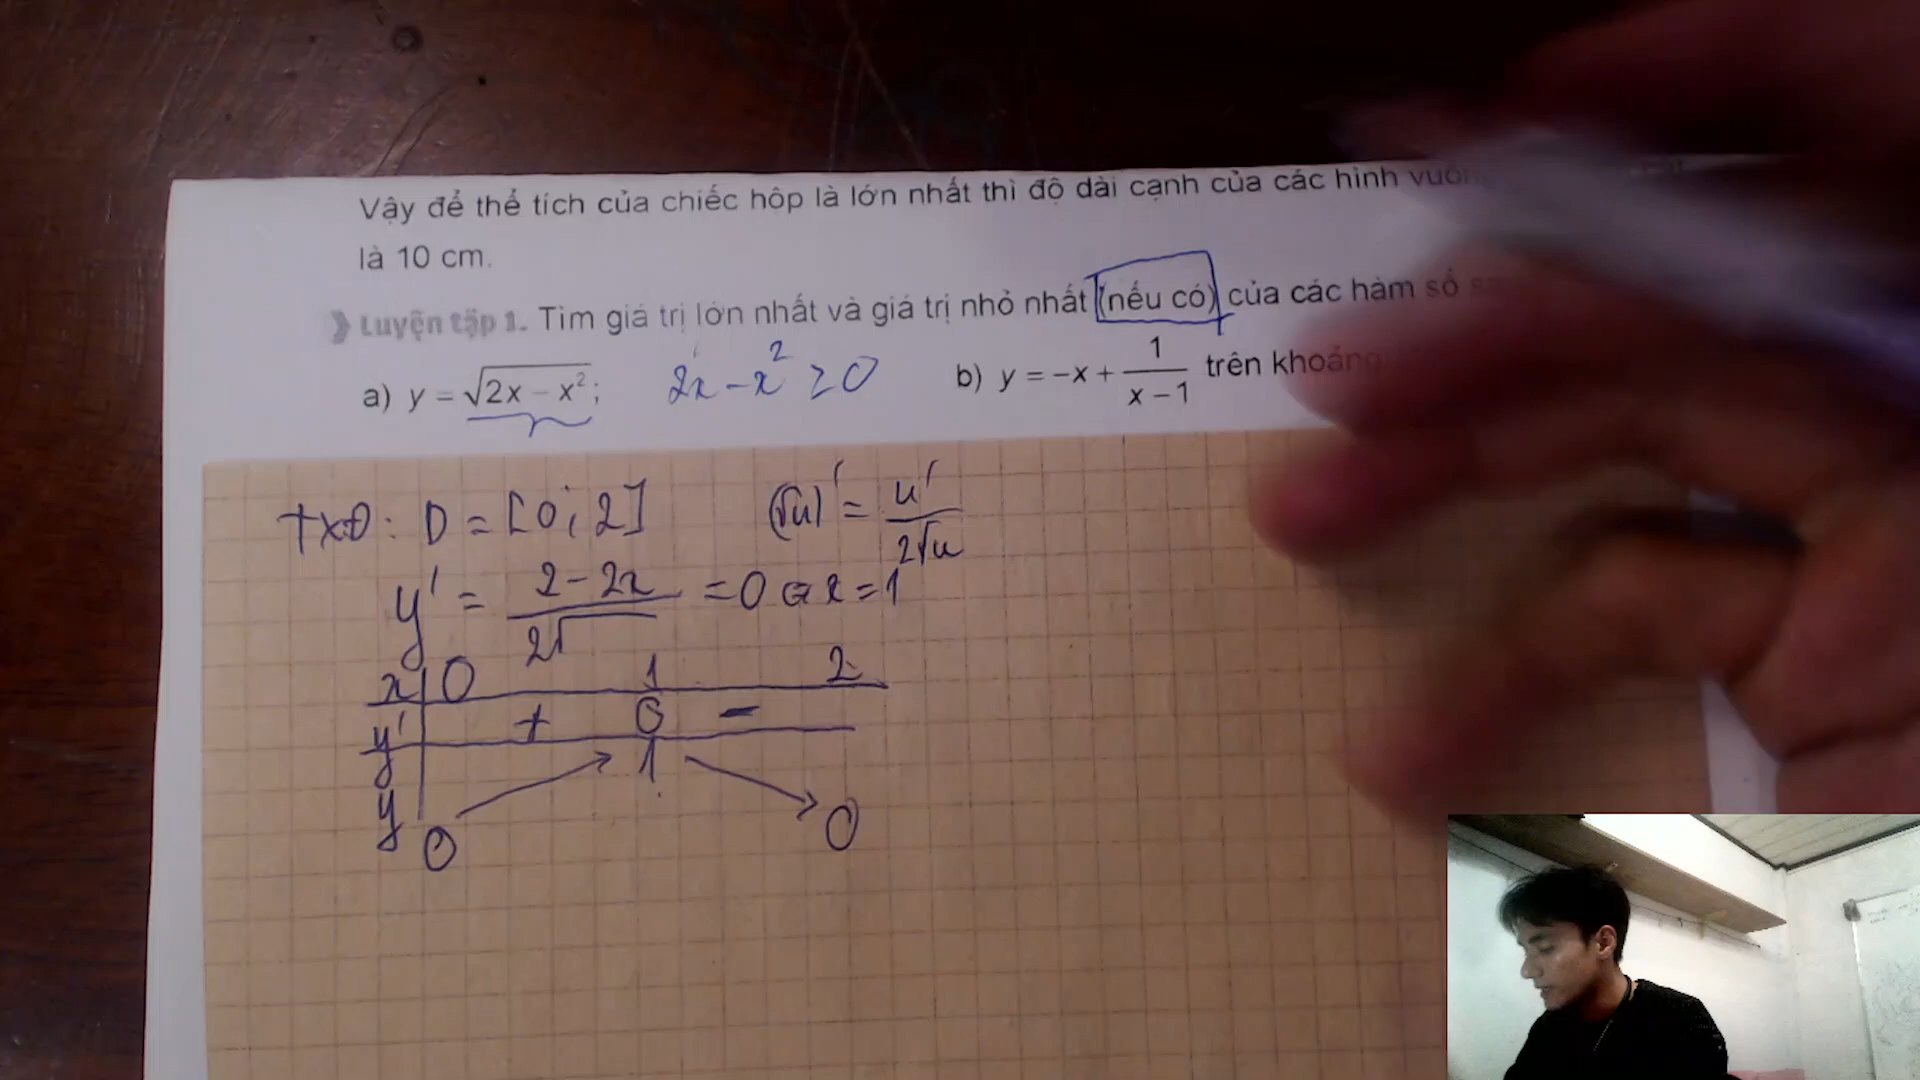 Vậy để thể tích của chiếc hộp là lớn nhất thì độ dài cạnh của các hình
là 10 cm.
Luyện tập 1. Tìm giá trị lớn nhất và giá trị nhỏ nhất (nếu có) của các hàm số
a) y = √(2x − x²); 2x − x² ≥ 0 b) y = −x + 1/(x − 1) trên khoảng
TXĐ: D = [0; 2] (√u)' = u'/(2√u)
y' = (2 − 2x)/(2√ ) = 0 ⇔ x = 1
x 0 1 2
y' + 0 −
y 0 1 0